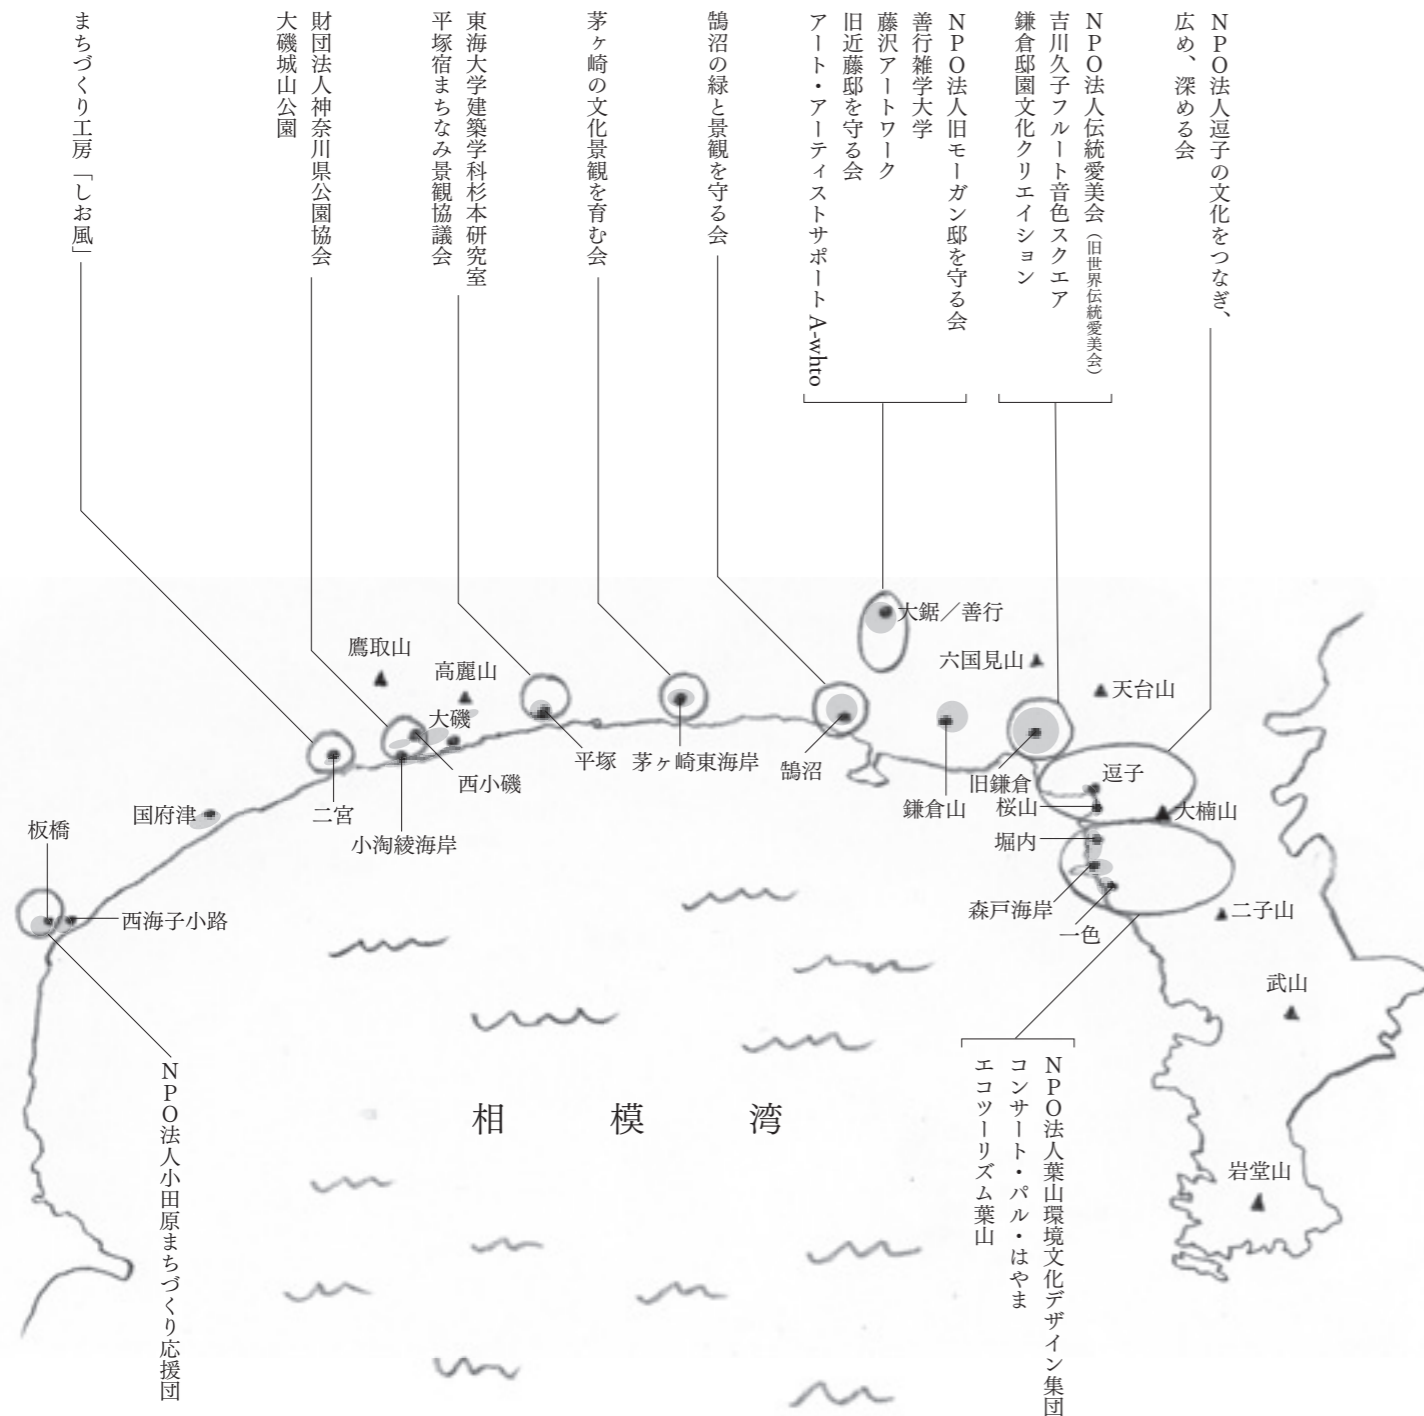 NPO法人逗子の文化をつなぎ、
広め、深める会
NPO法人伝統愛美会(旧世界伝統愛美会)
吉川久子フルート音色スクエア
鎌倉邸園文化クリエイション
NPO法人旧モーガン邸を守る会
善行雑学大学
藤沢アートワーク
旧近藤邸を守る会
アート・アーティストサポート A-whto
鵠沼の緑と景観を守る会
茅ヶ崎の文化景観を育む会
東海大学建築学科杉本研究室
平塚宿まちなみ景観協議会
財団法人神奈川県公園協会
大磯城山公園
まちづくり工房「しお風」
大鋸/善行
六国見山
天台山
鷹取山
高麗山
大磯
平塚
茅ヶ崎東海岸
鵠沼
西小磯
鎌倉山
旧鎌倉
逗子
桜山
大楠山
国府津
二宮
小淘綾海岸
堀内
板橋
西海子小路
森戸海岸
一色
二子山
武山
岩堂山
相模湾
NPO法人葉山環境文化デザイン集団
コンサート・パル・はやま
エコツーリズム葉山
NPO法人小田原まちづくり応援団